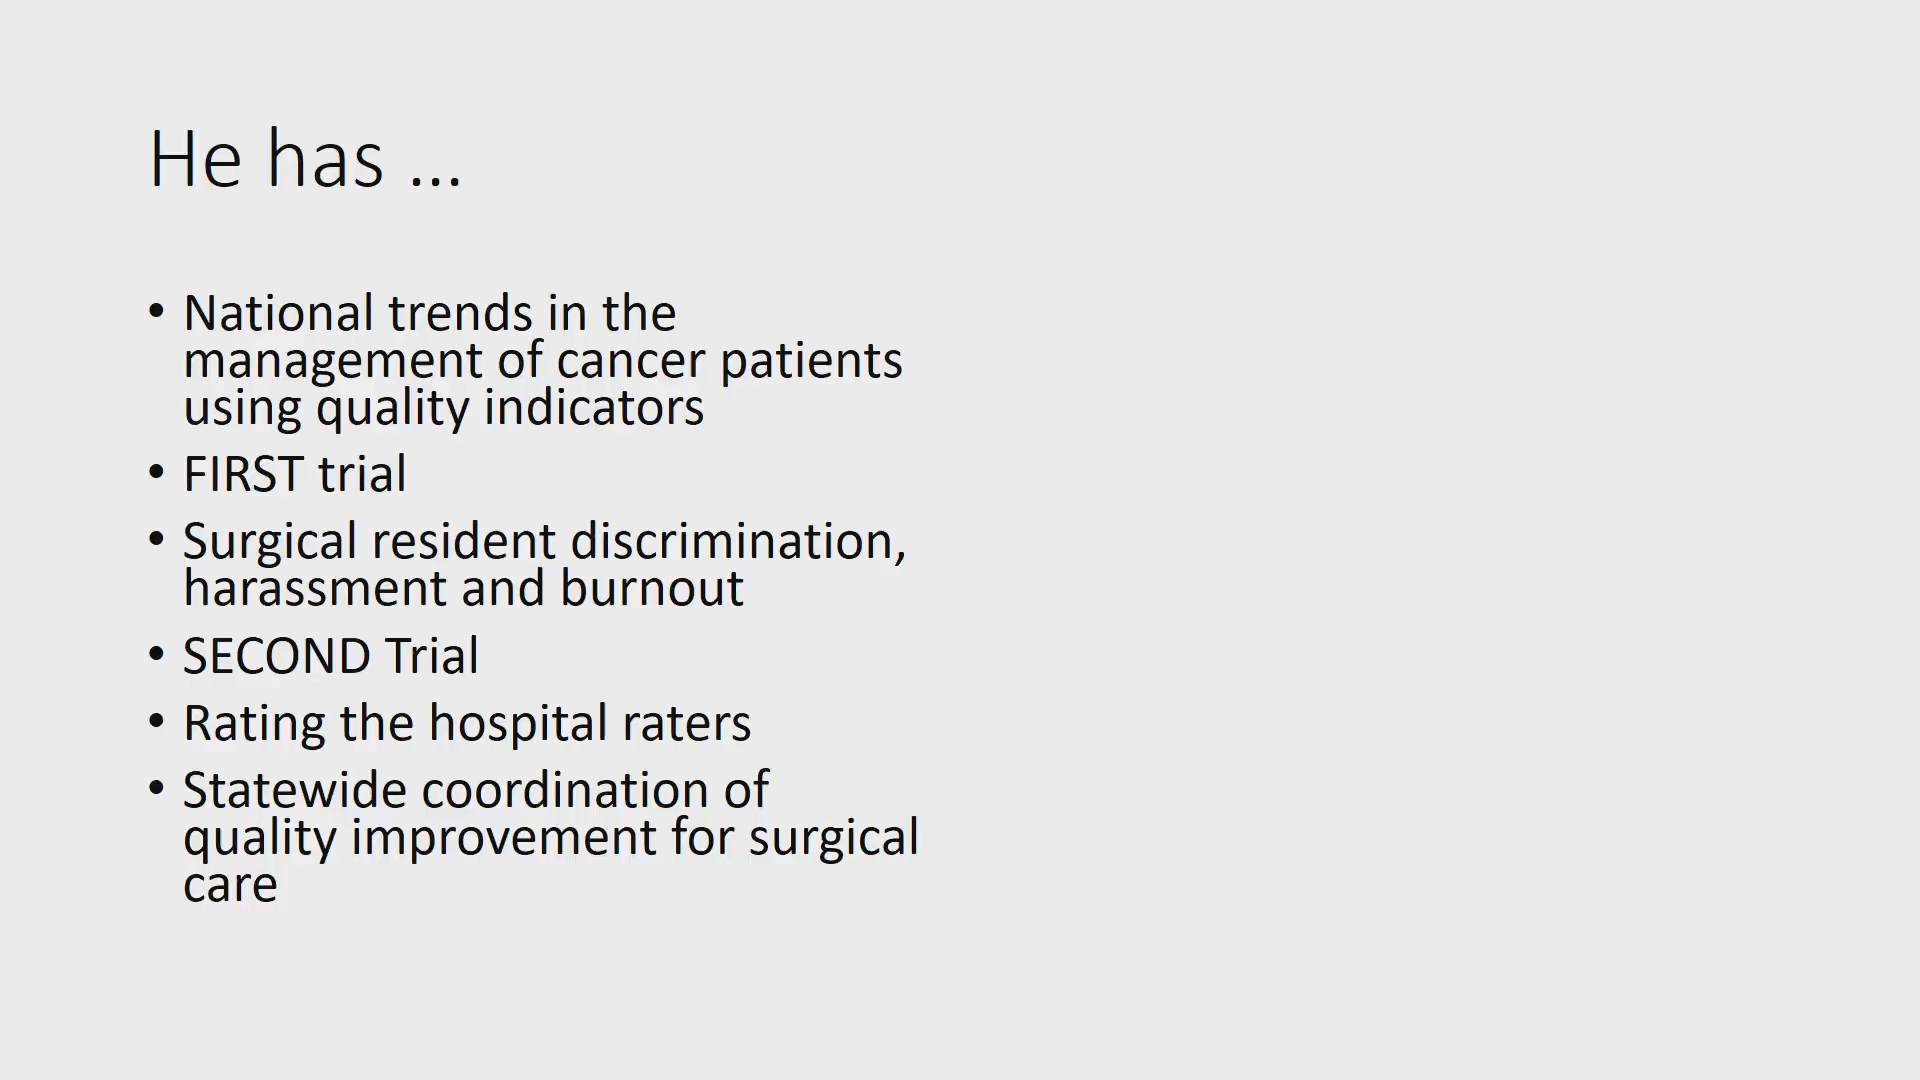 He has ...
• National trends in the
management of cancer patients
using quality indicators
• FIRST trial
• Surgical resident discrimination,
harassment and burnout
• SECOND Trial
• Rating the hospital raters
• Statewide coordination of
quality improvement for surgical
care